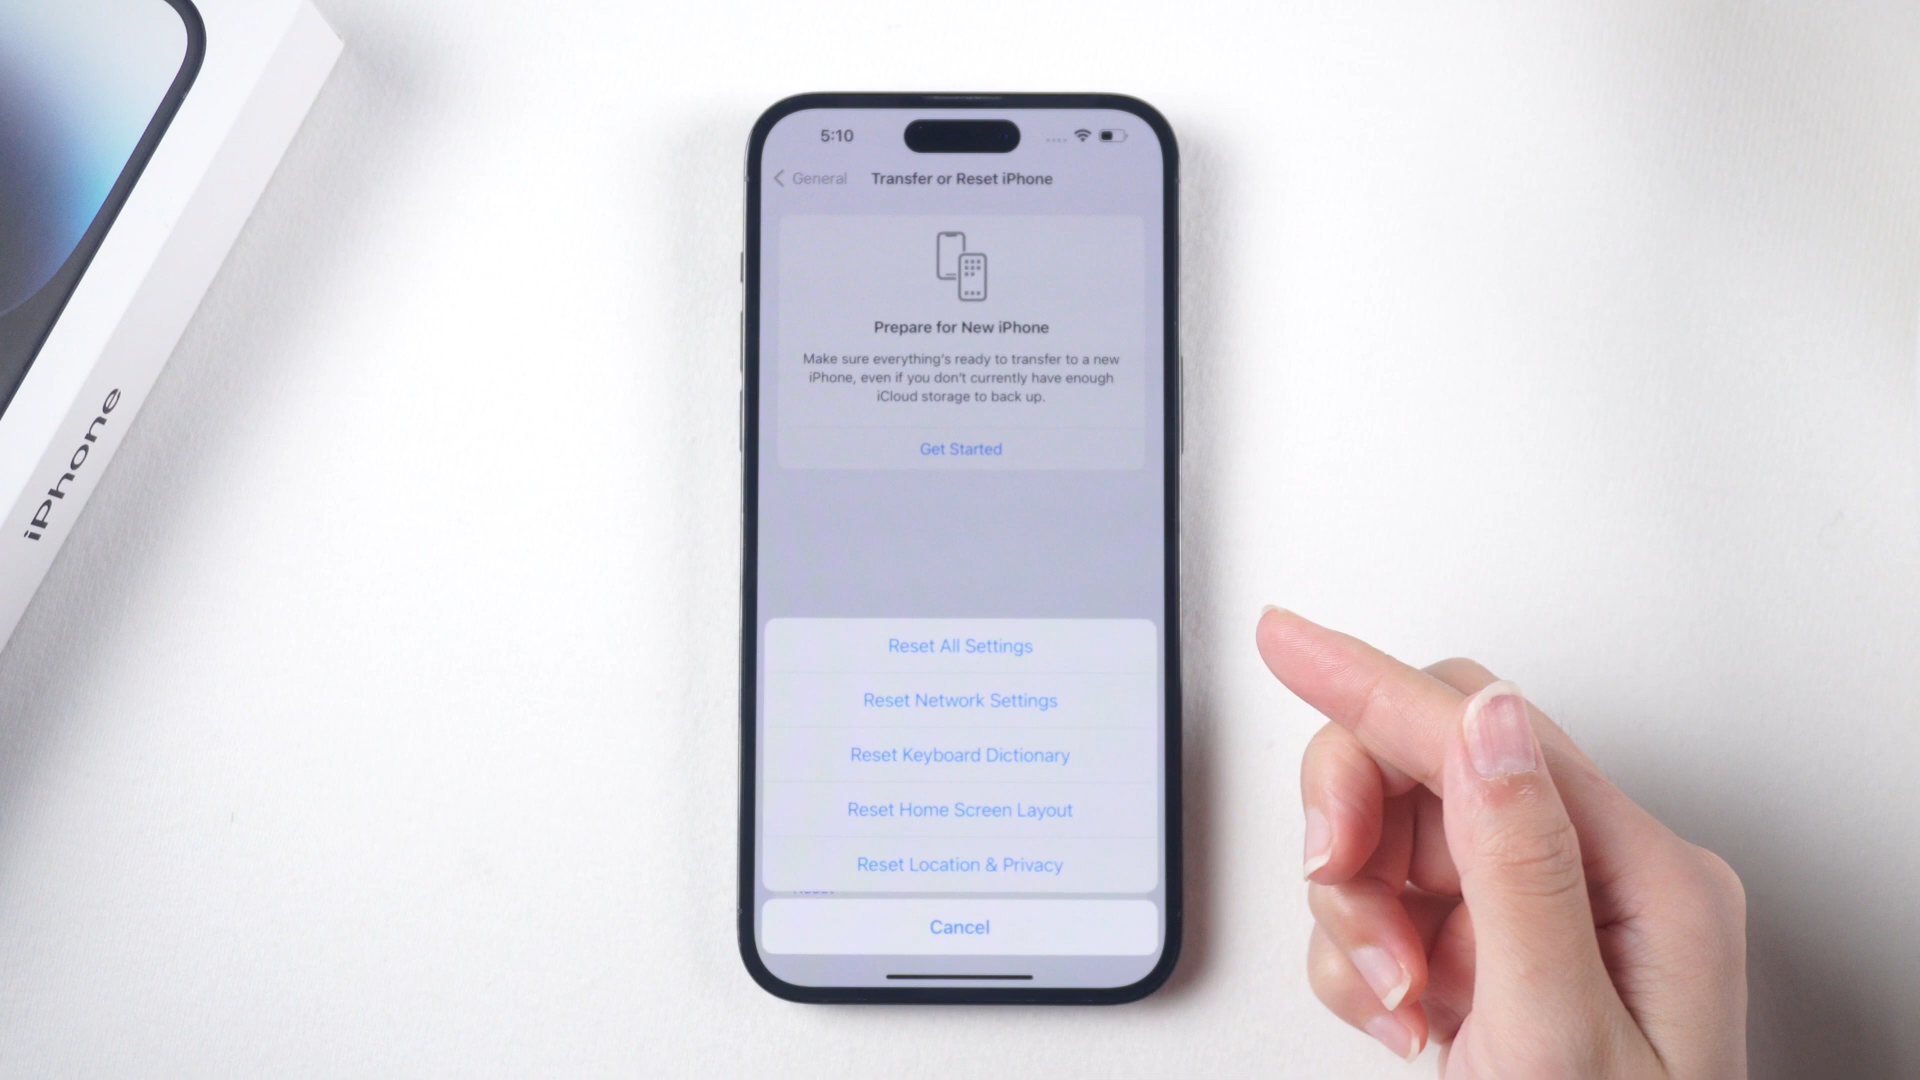 iPhone
5:10
General
Transfer or Reset iPhone
Prepare for New iPhone
Make sure everything's ready to transfer to a new
iPhone, even if you don't currently have enough
iCloud storage to back up.
Get Started
Reset All Settings
Reset Network Settings
Reset Keyboard Dictionary
Reset Home Screen Layout
Reset Location & Privacy
Cancel